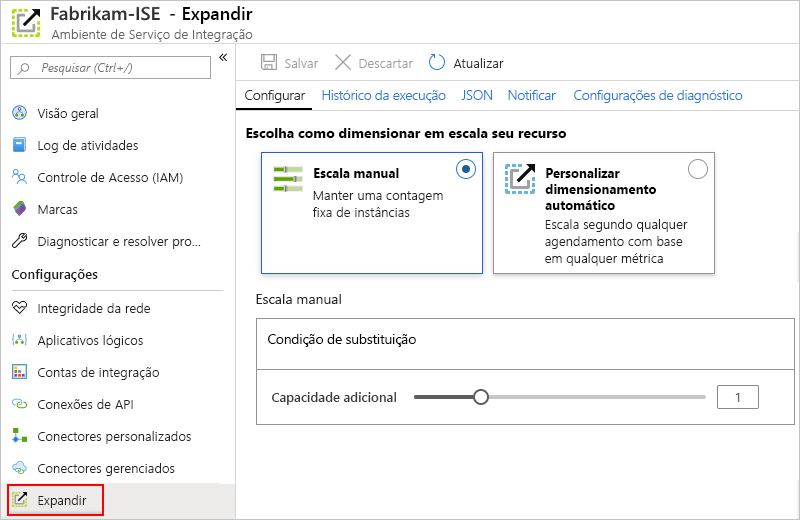 Fabrikam-ISE - Expandir
Ambiente de Serviço de Integração
Pesquisar (Ctrl+/)
«
Visão geral
Log de atividades
Controle de Acesso (IAM)
Marcas
Diagnosticar e resolver pro...
Configurações
Integridade da rede
Aplicativos lógicos
Contas de integração
Conexões de API
Conectores personalizados
Conectores gerenciados
Expandir
Salvar Descartar Atualizar
Configurar Histórico da execução JSON Notificar Configurações de diagnóstico
Escolha como dimensionar em escala seu recurso
Escala manual
Manter uma contagem
fixa de instâncias
Personalizar
dimensionamento
automático
Escala segundo qualquer
agendamento com base
em qualquer métrica
Escala manual
Condição de substituição
Capacidade adicional 1